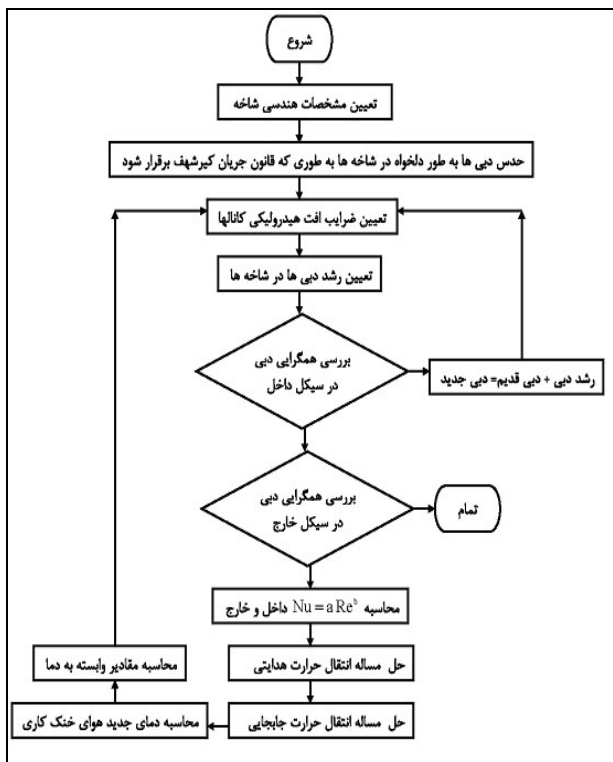 شروع
تعیین مشخصات هندسی شاخه
حدس دبی ها به طور دلخواه در شاخه ها به طوری که قانون جریان کیرشهف برقرار شود
تعیین ضرایب افت هیدرولیکی کانالها
تعیین رشد دبی ها در شاخه ها
بررسی همگرایی دبی
در سیکل داخل
رشد دبی + دبی قدیم= دبی جدید
بررسی همگرایی دبی
در سیکل خارج
تمام
محاسبه Nu = a Re^b داخل و خارج
حل مساله انتقال حرارت هدایتی
حل مساله انتقال حرارت جابجایی
محاسبه دمای جدید هوای خنک کاری
محاسبه مقادیر وابسته به دما